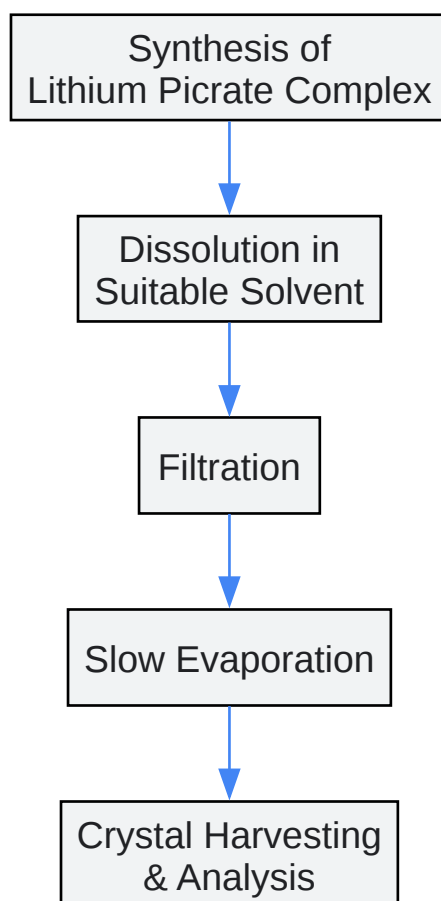 Synthesis of
Lithium Picrate Complex
Dissolution in
Suitable Solvent
Filtration
Slow Evaporation
Crystal Harvesting
& Analysis